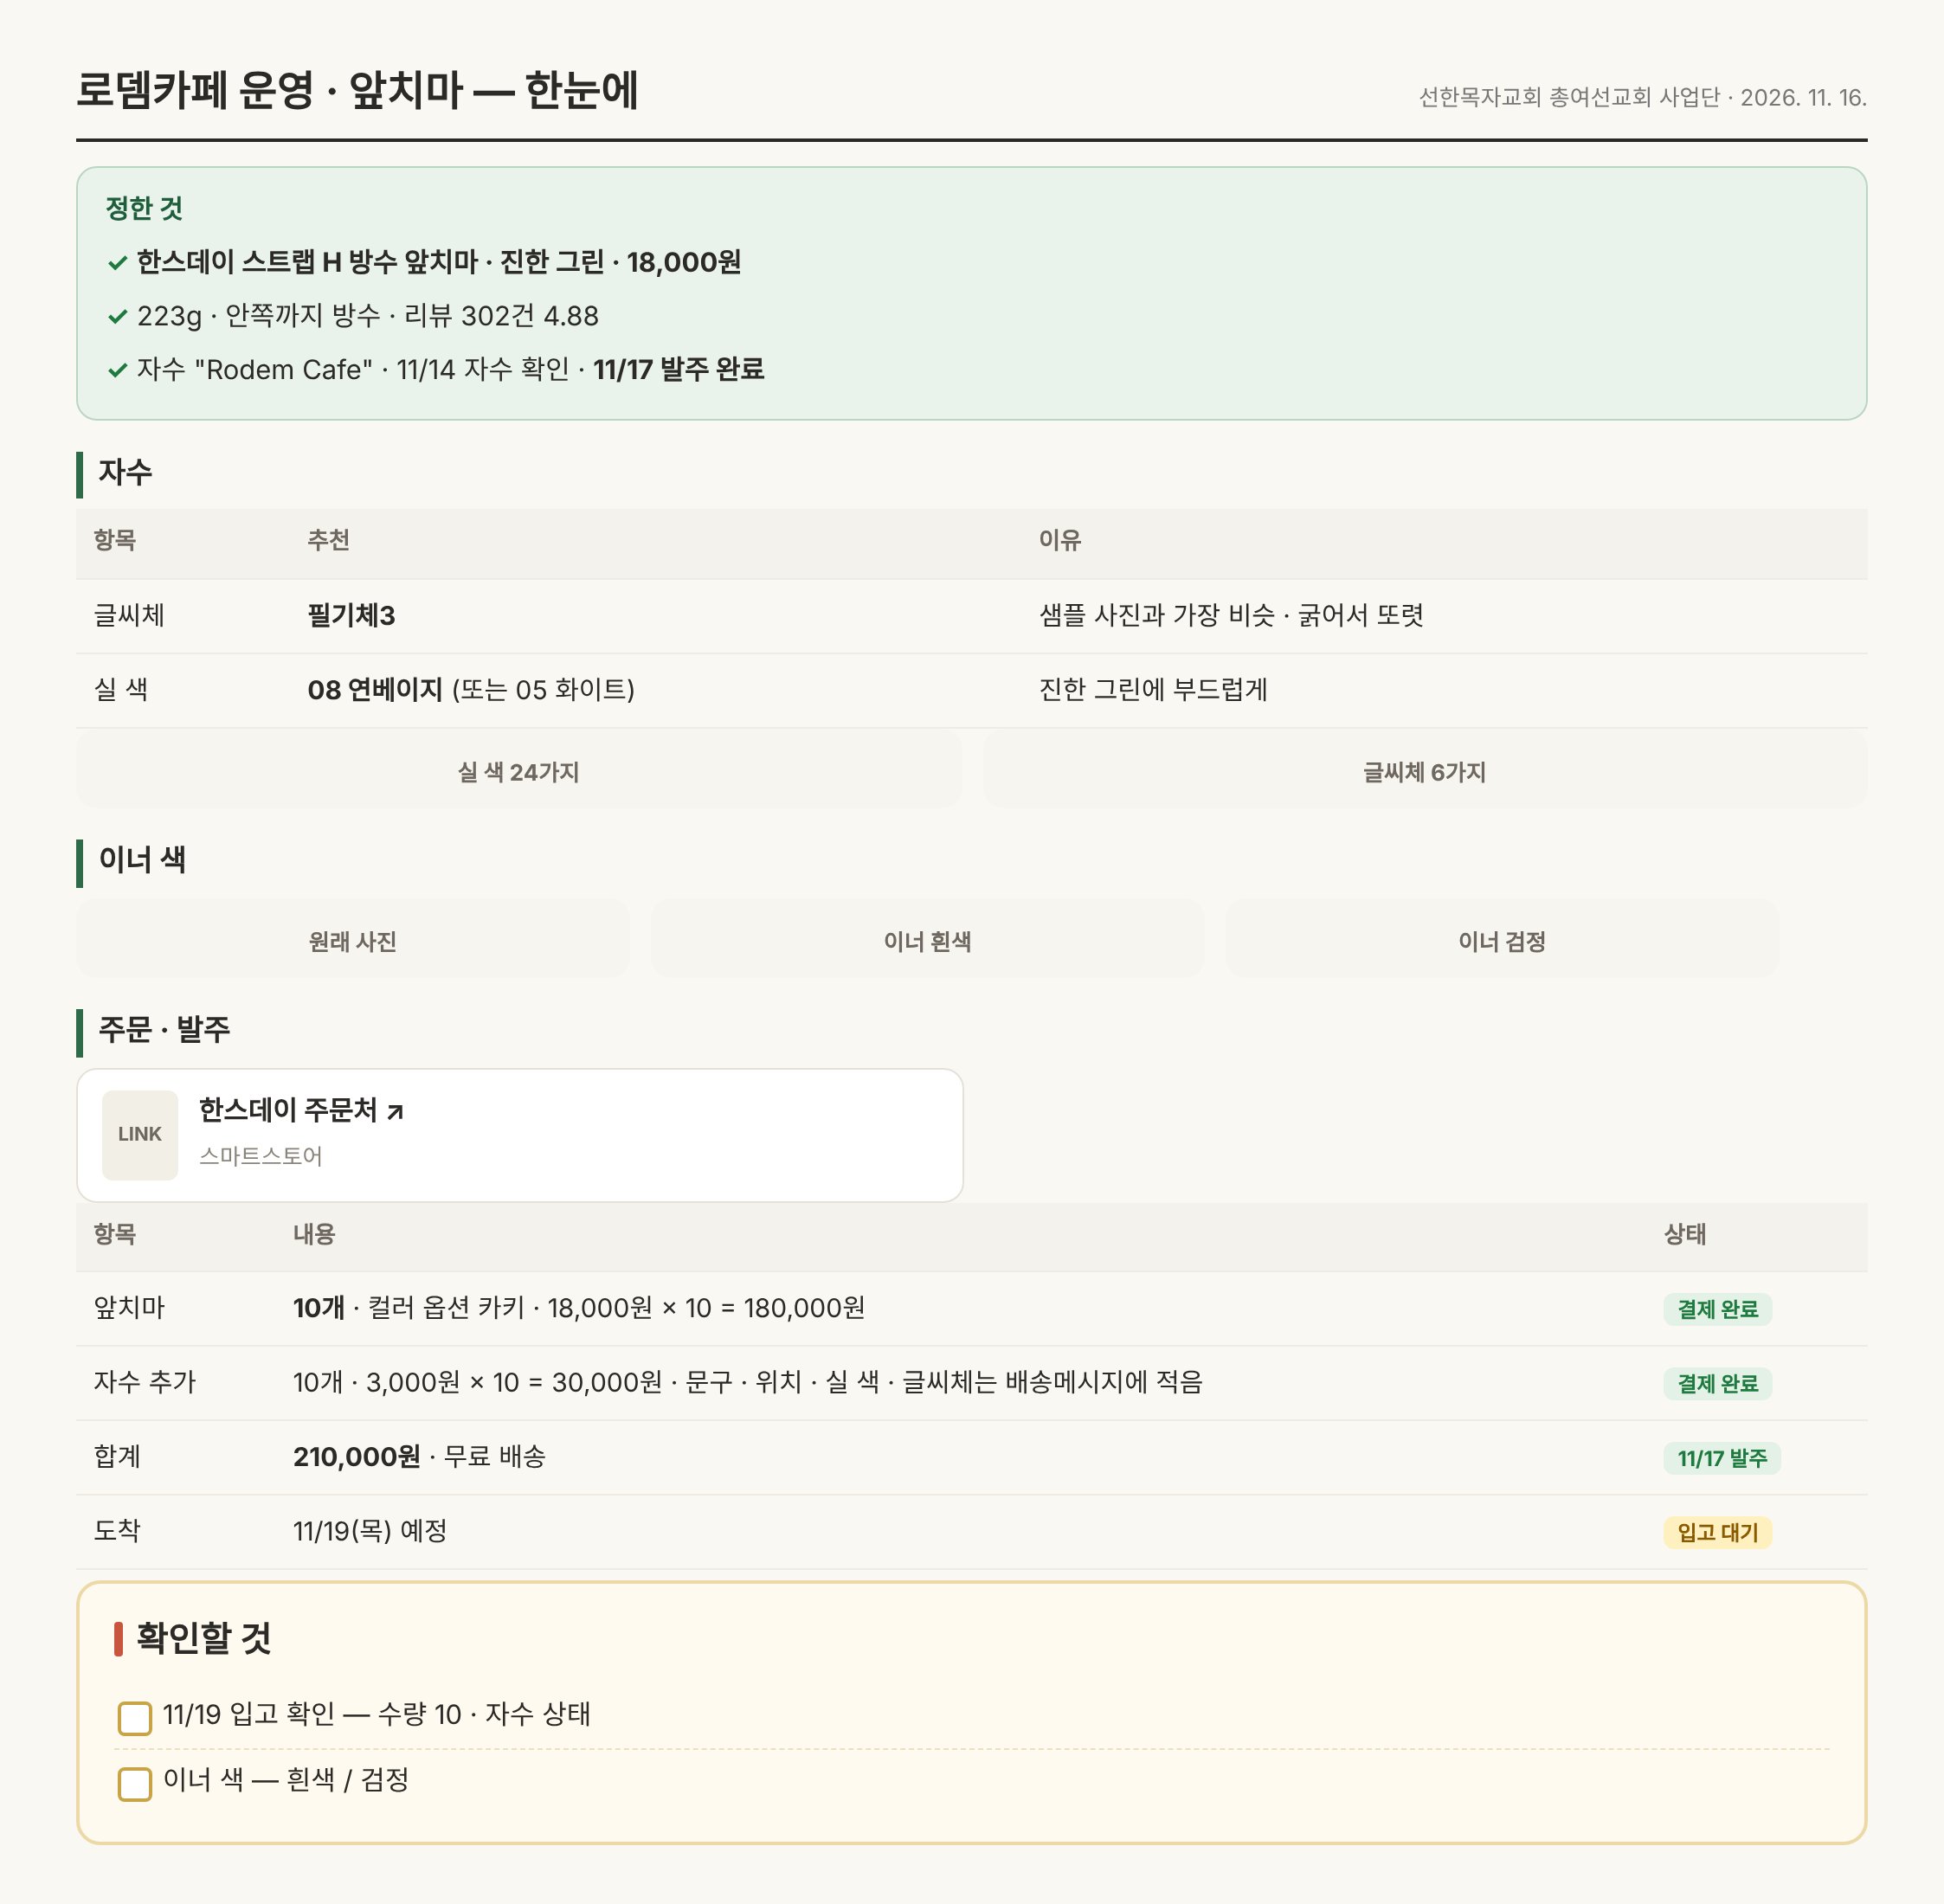 로뎀카페 운영 · 앞치마 — 한눈에
선한목자교회 총여선교회 사업단 · 2026. 11. 16.
정한 것
✓ 한스데이 스트랩 H 방수 앞치마 · 진한 그린 · 18,000원
✓ 223g · 안쪽까지 방수 · 리뷰 302건 4.88
✓ 자수 "Rodem Cafe" · 11/14 자수 확인 · 11/17 발주 완료
자수
항목 추천 이유
글씨체 필기체3 샘플 사진과 가장 비슷 · 굵어서 또렷
실 색 08 연베이지 (또는 05 화이트) 진한 그린에 부드럽게
실 색 24가지 글씨체 6가지
이너 색
원래 사진 이너 흰색 이너 검정
주문 · 발주
LINK
한스데이 주문처 ↗
스마트스토어
항목 내용 상태
앞치마 10개 · 컬러 옵션 카키 · 18,000원 × 10 = 180,000원 결제 완료
자수 추가 10개 · 3,000원 × 10 = 30,000원 · 문구 · 위치 · 실 색 · 글씨체는 배송메시지에 적음 결제 완료
합계 210,000원 · 무료 배송 11/17 발주
도착 11/19(목) 예정 입고 대기
확인할 것
11/19 입고 확인 — 수량 10 · 자수 상태
이너 색 — 흰색 / 검정